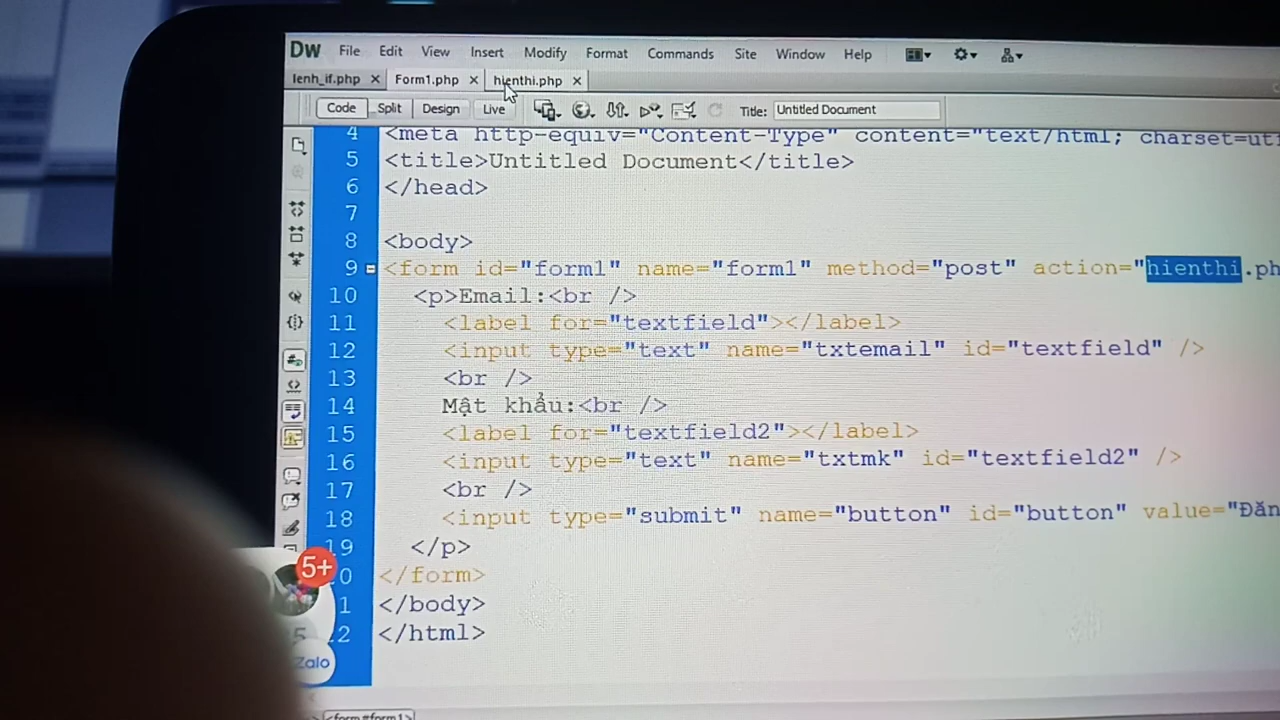 Dw File Edit View Insert Modify Format Commands Site Window Help
lenh_if.php Form1.php hienthi.php
Code Split Design Live Title: Untitled Document
4 <meta http-equiv="Content-Type" content="text/html; charset=ut
5 <title>Untitled Document</title>
6 </head>
7
8 <body>
9 <form id="form1" name="form1" method="post" action="hienthi.ph
10 <p>Email:<br />
11 <label for="textfield"></label>
12 <input type="text" name="txtemail" id="textfield" />
13 <br />
14 Mật khẩu:<br />
15 <label for="textfield2"></label>
16 <input type="text" name="txtmk" id="textfield2" />
17 <br />
18 <input type="submit" name="button" id="button" value="Đăn
19 </p>
0 </form>
1 </body>
2 </html>
5+
5
Zalo
<form#form1>